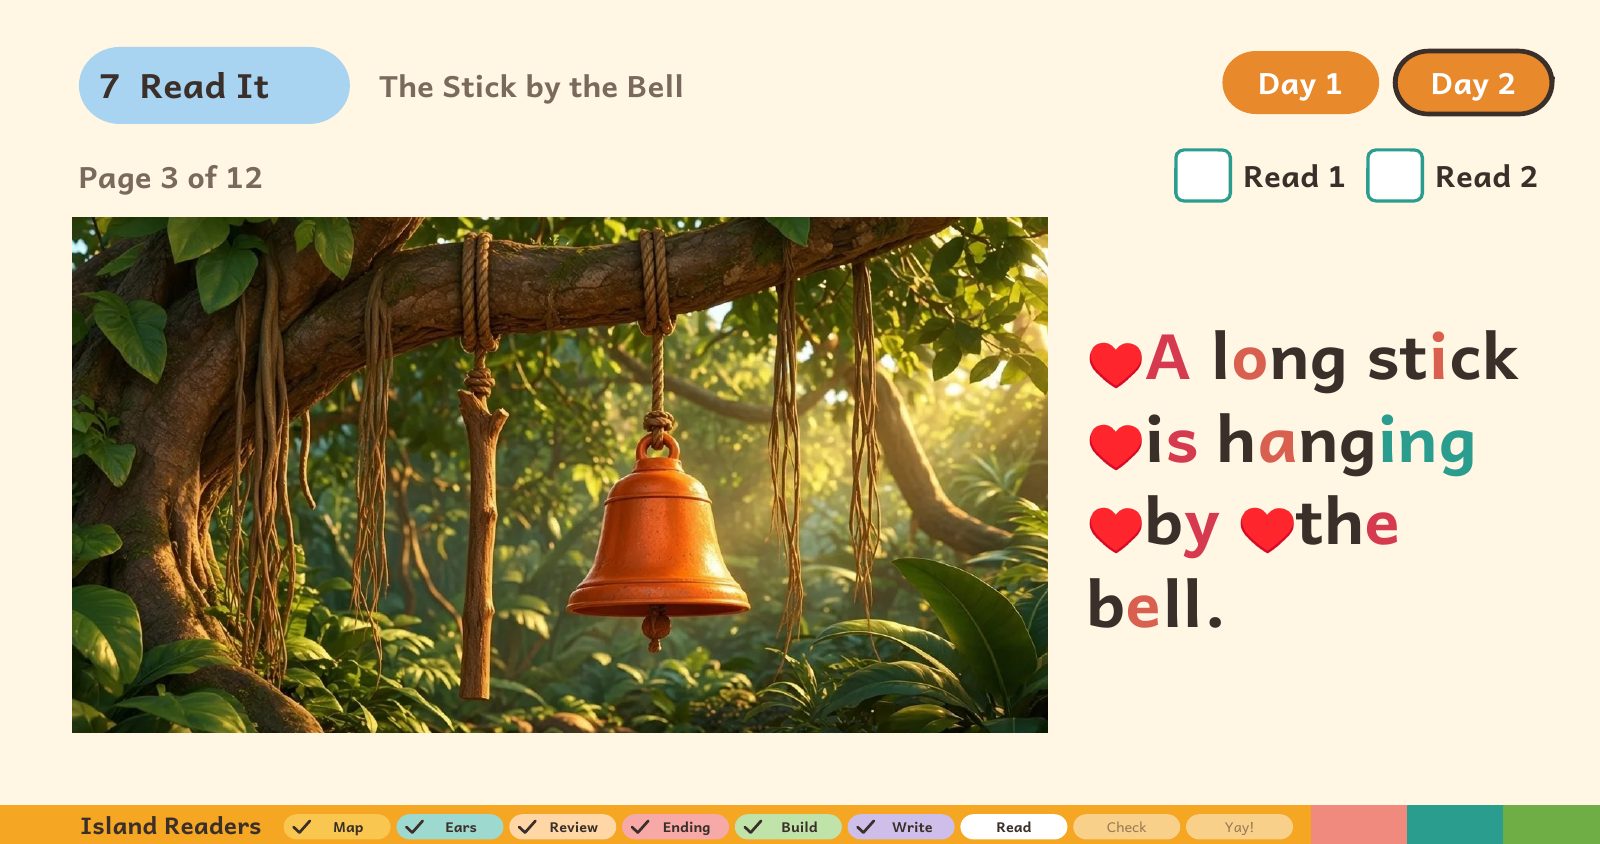 7 Read It
The Stick by the Bell
Day 1
Day 2
Page 3 of 12
Read 1
Read 2
A long stick
is hanging
by the
bell.
Island Readers
Map
Ears
Review
Ending
Build
Write
Read
Check
Yay!